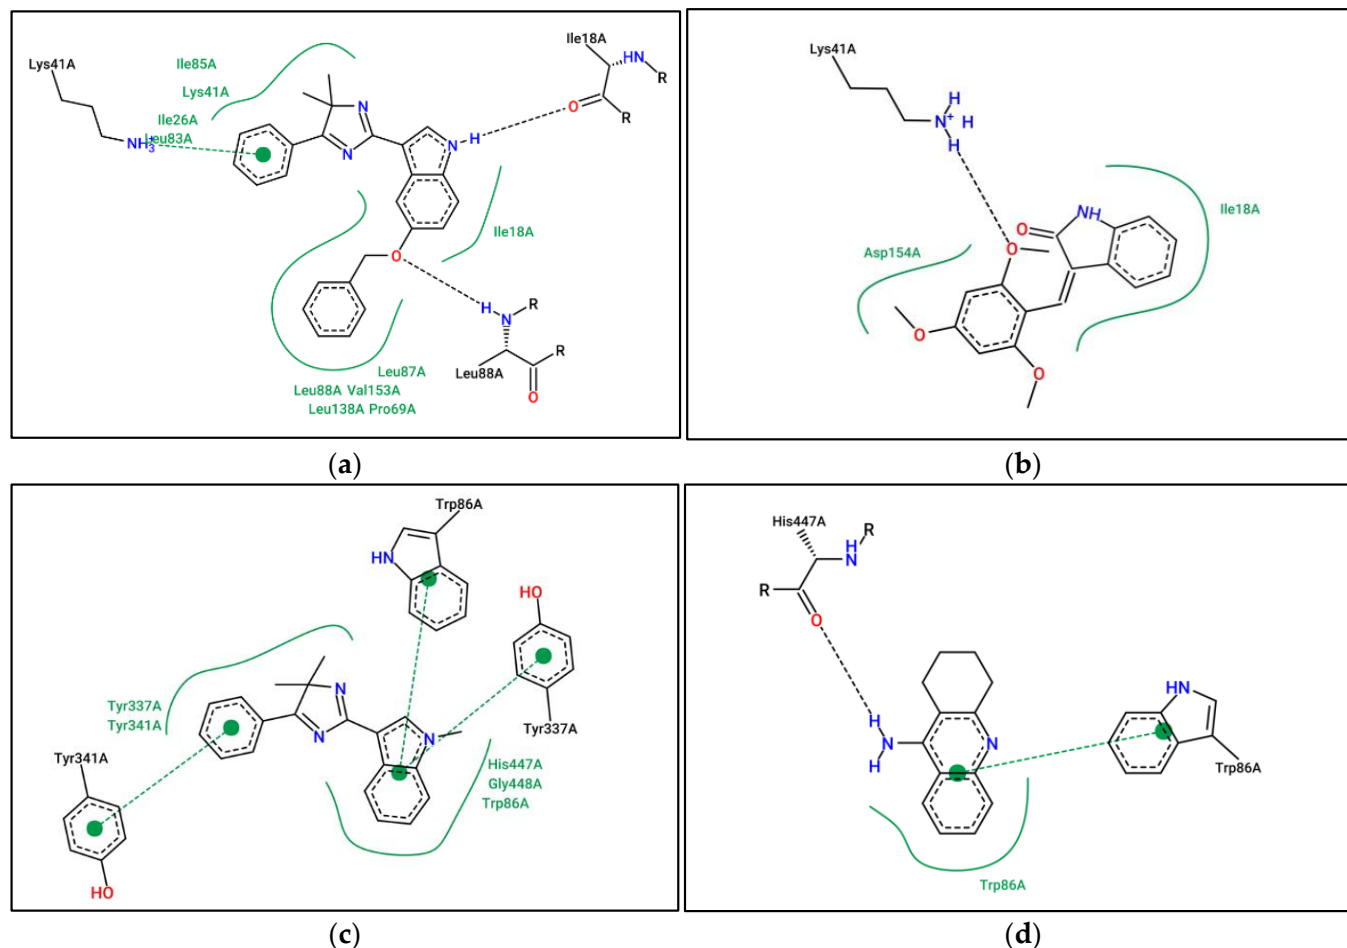 Lys41A
Ile85A
Lys41A
Ile26A
Leu83A
NH3+
N
N
N H
Ile18A
HN R
O
R
Ile18A
O
H
N R
R
Leu88A
O
Leu87A
Leu88A Val153A
Leu138A Pro69A
(a)
Lys41A
H
N+ H
H
NH
O
O
Ile18A
Asp154A
O
O
(b)
Trp86A
HN
HO
Tyr337A
Tyr337A
Tyr341A
N
N
N
Tyr341A
HO
His447A
Gly448A
Trp86A
(c)
His447A
H
N
R
R
O
H
N
H
N
HN
Trp86A
Trp86A
(d)